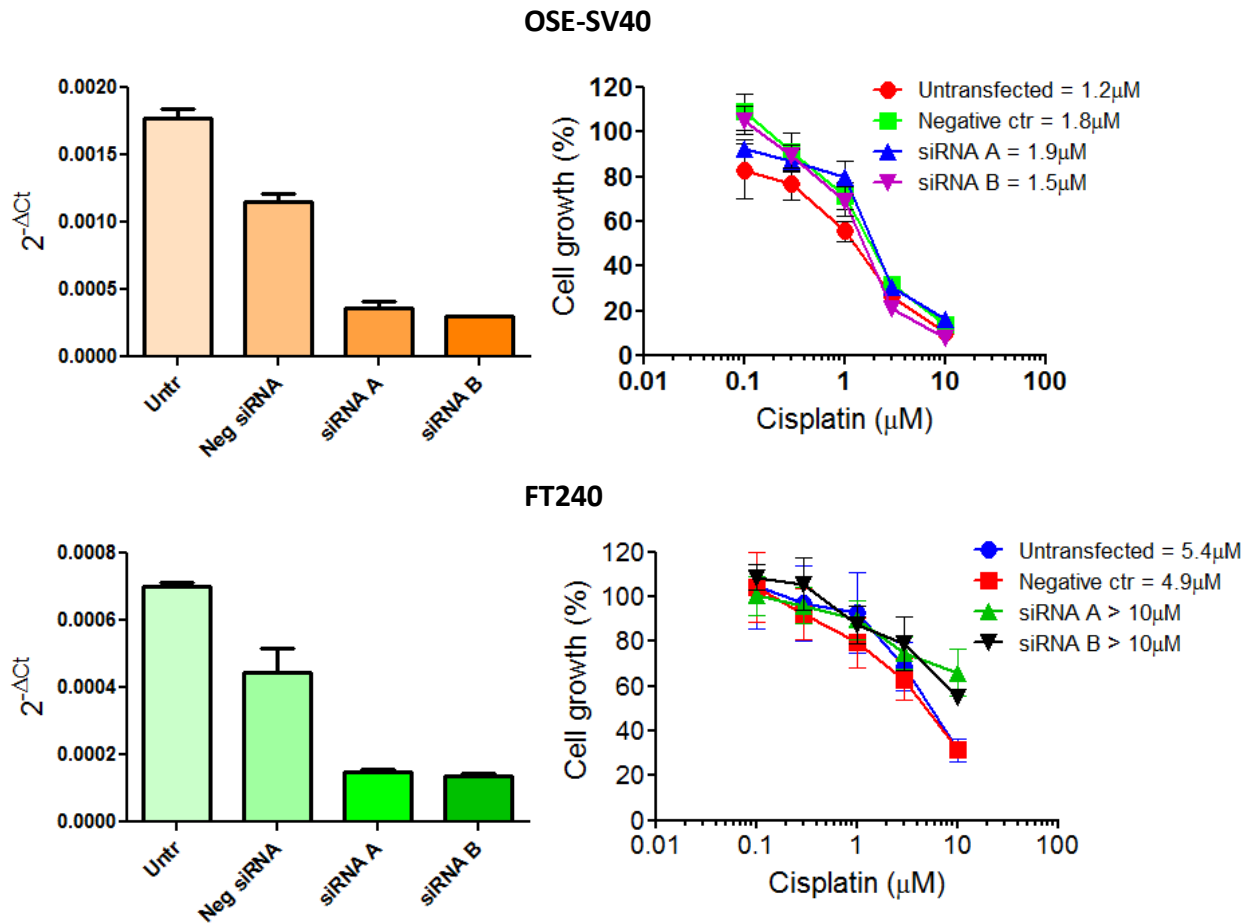 OSE-SV40
0.0020
0.0015
0.0010
0.0005
0.0000
2^-ΔCt
Untr
Neg siRNA
siRNA A
siRNA B
120
100
80
60
40
20
0
Cell growth (%)
0.01
0.1
1
10
100
Cisplatin (μM)
Untransfected = 1.2μM
Negative ctr = 1.8μM
siRNA A = 1.9μM
siRNA B = 1.5μM
FT240
0.0008
0.0006
0.0004
0.0002
0.0000
2^-ΔCt
Untr
Neg siRNA
siRNA A
siRNA B
120
100
80
60
40
20
0
Cell growth (%)
0.01
0.1
1
10
100
Cisplatin (μM)
Untransfected = 5.4μM
Negative ctr = 4.9μM
siRNA A > 10μM
siRNA B > 10μM